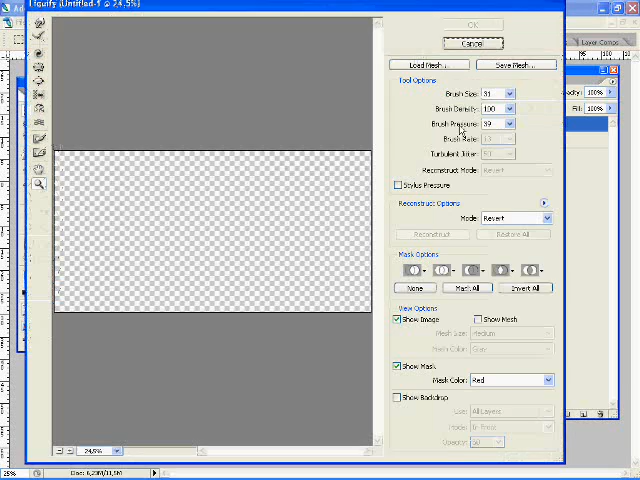 Liquify (Untitled-1 @ 24,5%)
OK
Cancel
Layer Comps
Load Mesh...
Save Mesh...
Tool Options
Brush Size: 31
100%
Brush Density: 100
Fill: 100%
Brush Pressure: 39
Brush Rate:
Turbulent Jitter: 50
Reconstruct Mode: Revert
Stylus Pressure
Reconstruct Options
Mode: Revert
Reconstruct
Restore All
Mask Options
None
Mask All
Invert All
View Options
Show Image
Show Mesh
Mesh Size: Medium
Mesh Color: Gray
Show Mask
Mask Color: Red
Show Backdrop
Use: All Layers
Mode: In Front
Opacity: 50
24,5%
25%
Doc: 6,23M/11,5M